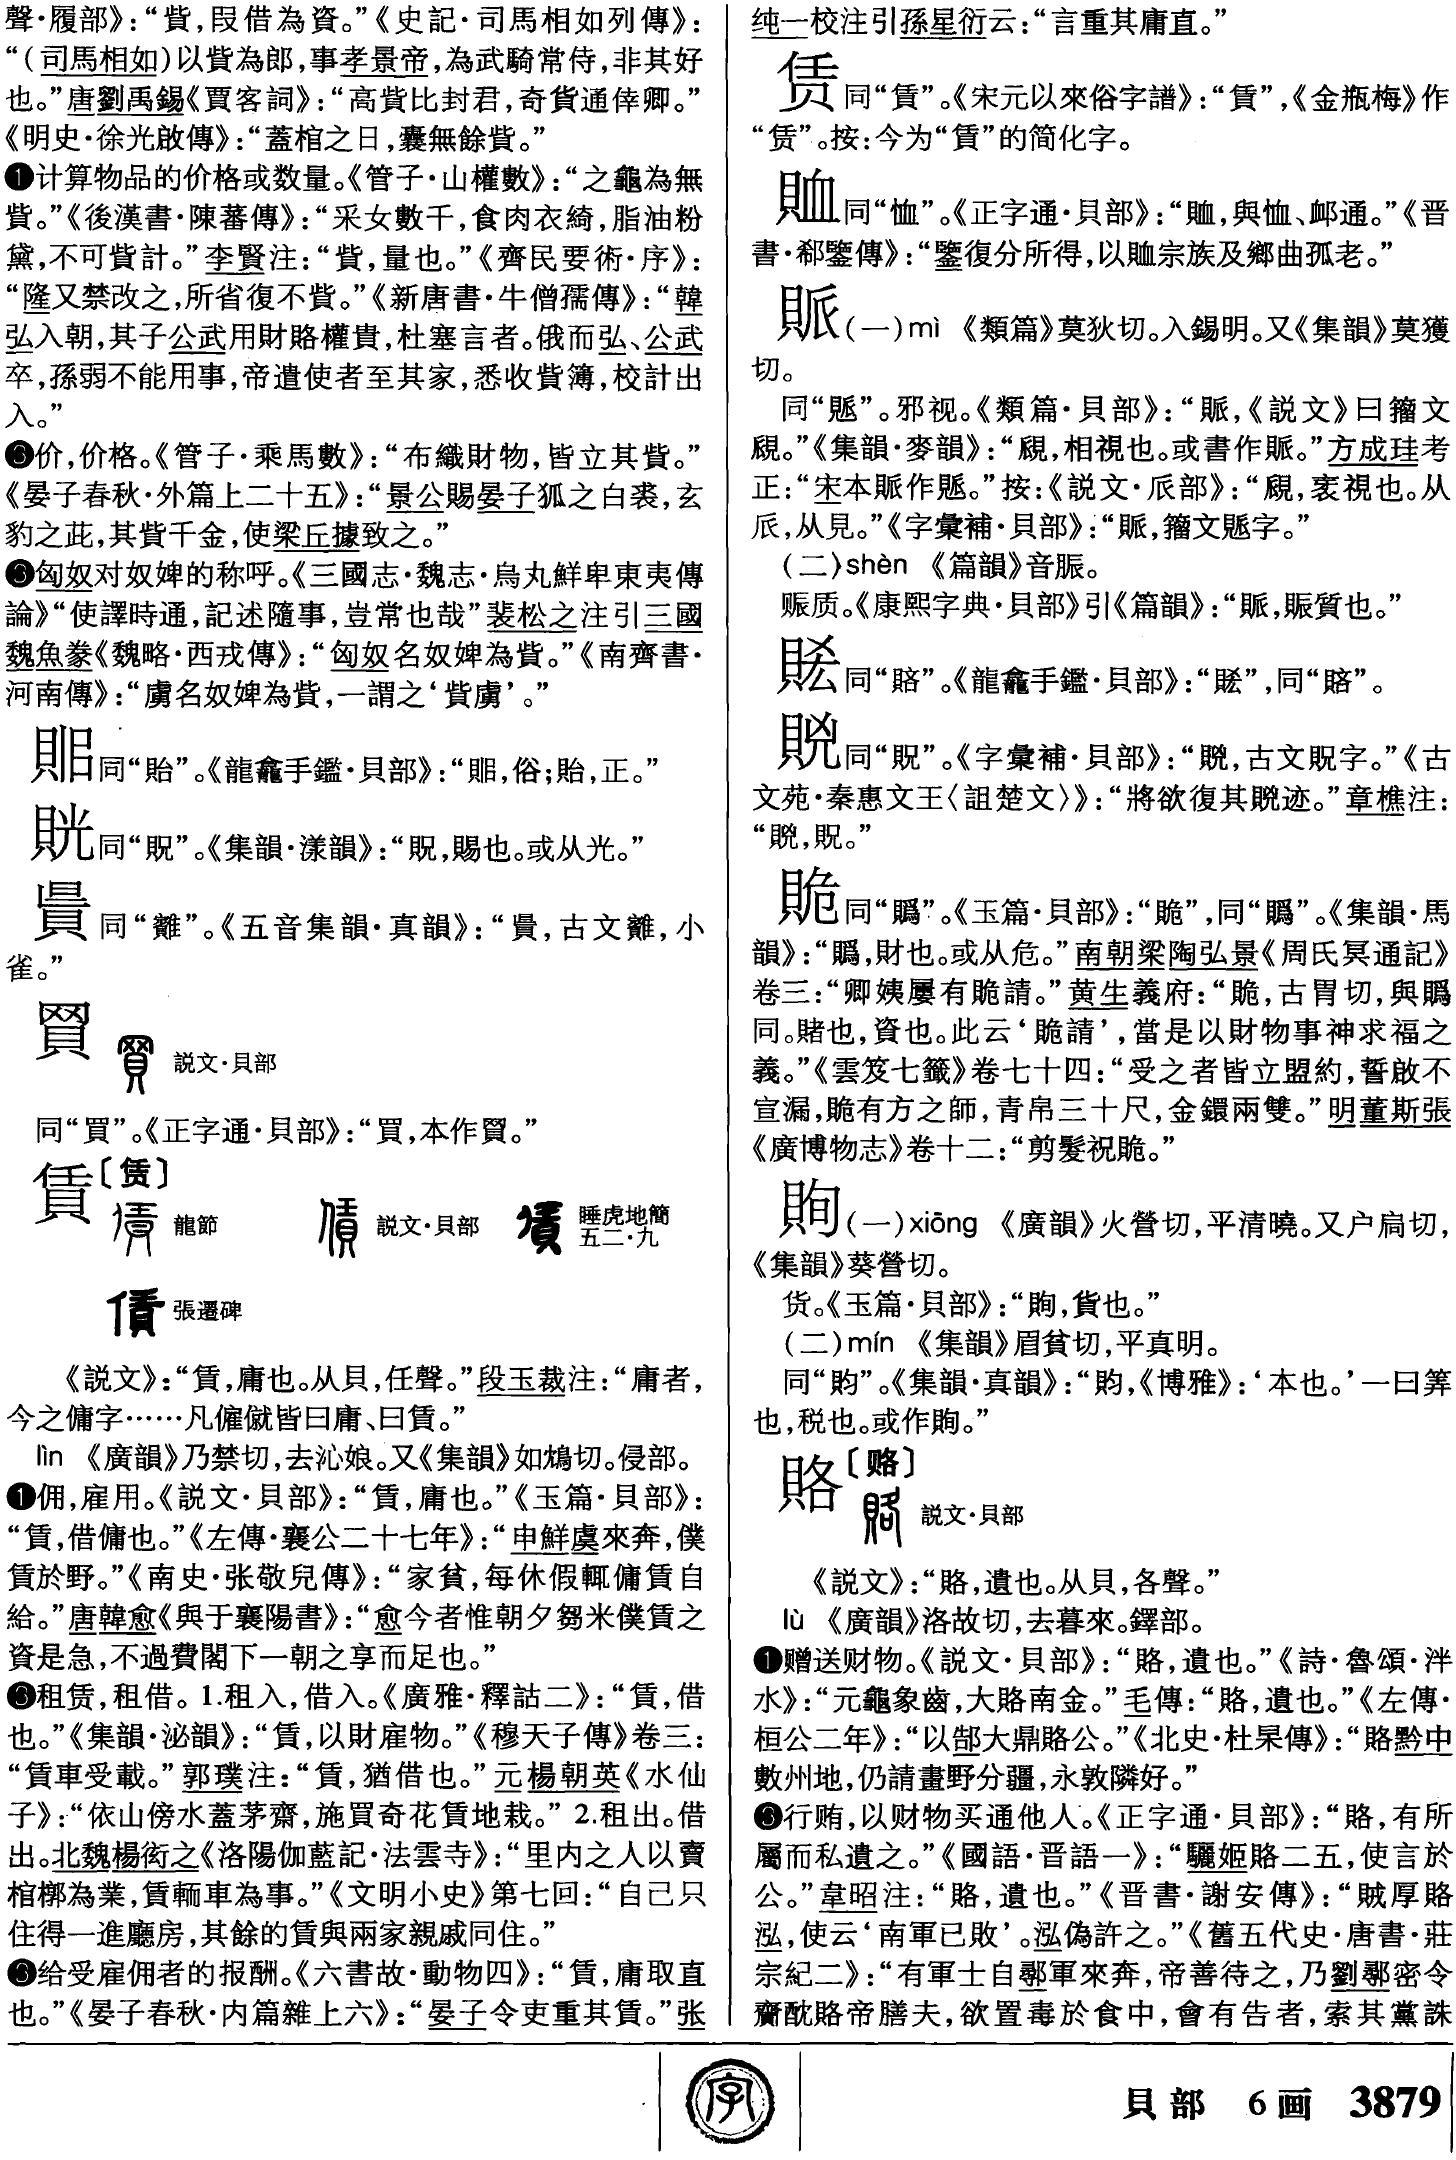 聲·履部》：“貲，叚借為資。”《史記·司馬相如列傳》：
“（司馬相如）以貲為郎，事孝景帝，為武騎常侍，非其好
也。”唐劉禹錫《賈客詞》：“高貲比封君，奇貨通倖卿。”
《明史·徐光啟傳》：“蓋棺之日，囊無餘貲。”
❶计算物品的价格或数量。《管子·山權數》：“之龜為無
貲。”《後漢書·陳蕃傳》：“采女數千，食肉衣綺，脂油粉
黛，不可貲計。”李賢注：“貲，量也。”《齊民要術·序》：
“隆又禁改之，所省復不貲。”《新唐書·牛僧孺傳》：“韓
弘入朝，其子公武用財賂權貴，杜塞言者。俄而弘、公武
卒，孫弱不能用事，帝遣使者至其家，悉收貲簿，校計出
入。”
❸价，价格。《管子·乘馬數》：“布織財物，皆立其貲。”
《晏子春秋·外篇上二十五》：“景公賜晏子狐之白裘，玄
豹之茈，其貲千金，使梁丘據致之。”
❸匈奴对奴婢的称呼。《三國志·魏志·烏丸鮮卑東夷傳
論》“使譯時通，記述隨事，豈常也哉”裴松之注引三國
魏魚豢《魏略·西戎傳》：“匈奴名奴婢為貲。”《南齊書·
河南傳》：“虜名奴婢為貲，一謂之‘貲虜’。”
同“貽”。《龍龕手鑑·貝部》：“，俗；貽，正。”
䝰同“貺”。《集韻·漾韻》：“貺，賜也。或从光。”
同“䨄”。《五音集韻·真韻》：“，古文，小
雀。”
䝨 説文·貝部
同“買”。《正字通·貝部》：“買，本作䝨。”
賃〔赁〕
龍節 説文·貝部 睡虎地簡五二·九
張遷碑
《説文》：“賃，庸也。从貝，任聲。”段玉裁注：“庸者，
今之傭字……凡僱僦皆曰庸、曰賃。”
lìn 《廣韻》乃禁切，去沁娘。又《集韻》如鴆切。侵部。
❶佣，雇用。《説文·貝部》：“賃，庸也。”《玉篇·貝部》：
“賃，借傭也。”《左傳·襄公二十七年》：“申鮮虞來奔，僕
賃於野。”《南史·张敬兒傳》：“家貧，每休假輒傭賃自
給。”唐韓愈《與于襄陽書》：“愈今者惟朝夕芻米僕賃之
資是急，不過費閣下一朝之享而足也。”
❸租赁，租借。1.租入，借入。《廣雅·釋詁二》：“賃，借
也。”《集韻·沁韻》：“賃，以財雇物。”《穆天子傳》卷三：
“賃車受載。”郭璞注：“賃，猶借也。”元楊朝英《水仙
子》：“依山傍水蓋茅齋，旋買奇花賃地栽。”2.租出。借
出。北魏楊衒之《洛陽伽藍記·法雲寺》：“里内之人以賣
棺槨為業，賃輀車為事。”《文明小史》第七回：“自己只
住得一進廳房，其餘的賃與兩家親戚同住。”
❸给受雇佣者的报酬。《六書故·動物四》：“賃，庸取直
也。”《晏子春秋·内篇雜上六》：“晏子令吏重其賃。”张
纯一校注引孫星衍云：“言重其庸直。”
赁同“賃”。《宋元以來俗字譜》：“賃”，《金瓶梅》作
“赁”。按：今为“賃”的简化字。
賉同“恤”。《正字通·貝部》：“賉，與恤、䘏通。”《晋
書·郗鑒傳》：“鑒復分所得，以賉宗族及鄉曲孤老。”
（一）mì 《類篇》莫狄切。入錫明。又《集韻》莫獲
切。
同“”。邪视。《類篇·貝部》：“，《説文》曰籀文
覛。”《集韻·麥韻》：“覛，相視也。或書作。”方成珪考
正：“宋本作。”按：《説文·𠂢部》：“覛，衺視也。从
𠂢，从見。”《字彙補·貝部》：“，籀文字。”
（二）shèn 《篇韻》音脤。
赈质。《康熙字典·貝部》引《篇韻》：“，賑質也。”
同“賂”。《龍龕手鑑·貝部》：“”，同“賂”。
同“貺”。《字彙補·貝部》：“，古文貺字。”《古
文苑·秦惠文王〈詛楚文〉》：“將欲復其迹。”章樵注：
“，貺。”
䞈同“賵”。《玉篇·貝部》：“䞈”，同“”。《集韻·馬
韻》：“，財也。或从危。”南朝梁陶弘景《周氏冥通記》
卷三：“卿姨屢有䞈請。”黄生義府：“䞈，古胃切，與
同。賭也，資也。此云‘䞈請’，當是以財物事神求福之
義。”《雲笈七籤》卷七十四：“受之者皆立盟約，誓啟不
宣漏，䞈有方之師，青帛三十尺，金鐶兩雙。”明董斯張
《廣博物志》卷十二：“剪髮祝䞈。”
賯（一）xiōng 《廣韻》火營切，平清曉。又户扃切，
《集韻》葵營切。
货。《玉篇·貝部》：“賯，貨也。”
（二）mín 《集韻》眉貧切，平真明。
同“䝧”。《集韻·真韻》：“，《博雅》：‘本也。’一曰筭
也，税也。或作賯。”
賂〔赂〕
説文·貝部
《説文》：“賂，遺也。从貝，各聲。”
lù 《廣韻》洛故切，去暮來。鐸部。
❶赠送财物。《説文·貝部》：“賂，遺也。”《詩·魯頌·泮
水》：“元龜象齒，大賂南金。”毛傳：“賂，遺也。”《左傳·
桓公二年》：“以郜大鼎賂公。”《北史·杜杲傳》：“賂黔中
數州地，仍請畫野分疆，永敦隣好。”
❸行贿，以财物买通他人。《正字通·貝部》：“賂，有所
屬而私遺之。”《國語·晋語一》：“驪姬賂二五，使言於
公。”韋昭注：“賂，遺也。”《晋書·謝安傳》：“賊厚賂
泓，使云‘南軍已敗’。泓偽許之。”《舊五代史·唐書·莊
宗紀二》：“有軍士自鄩軍來奔，帝善待之，乃劉鄩密令
齎酖賂帝膳夫，欲置毒於食中，會有告者，索其黨誅
字
貝部 6画 3879